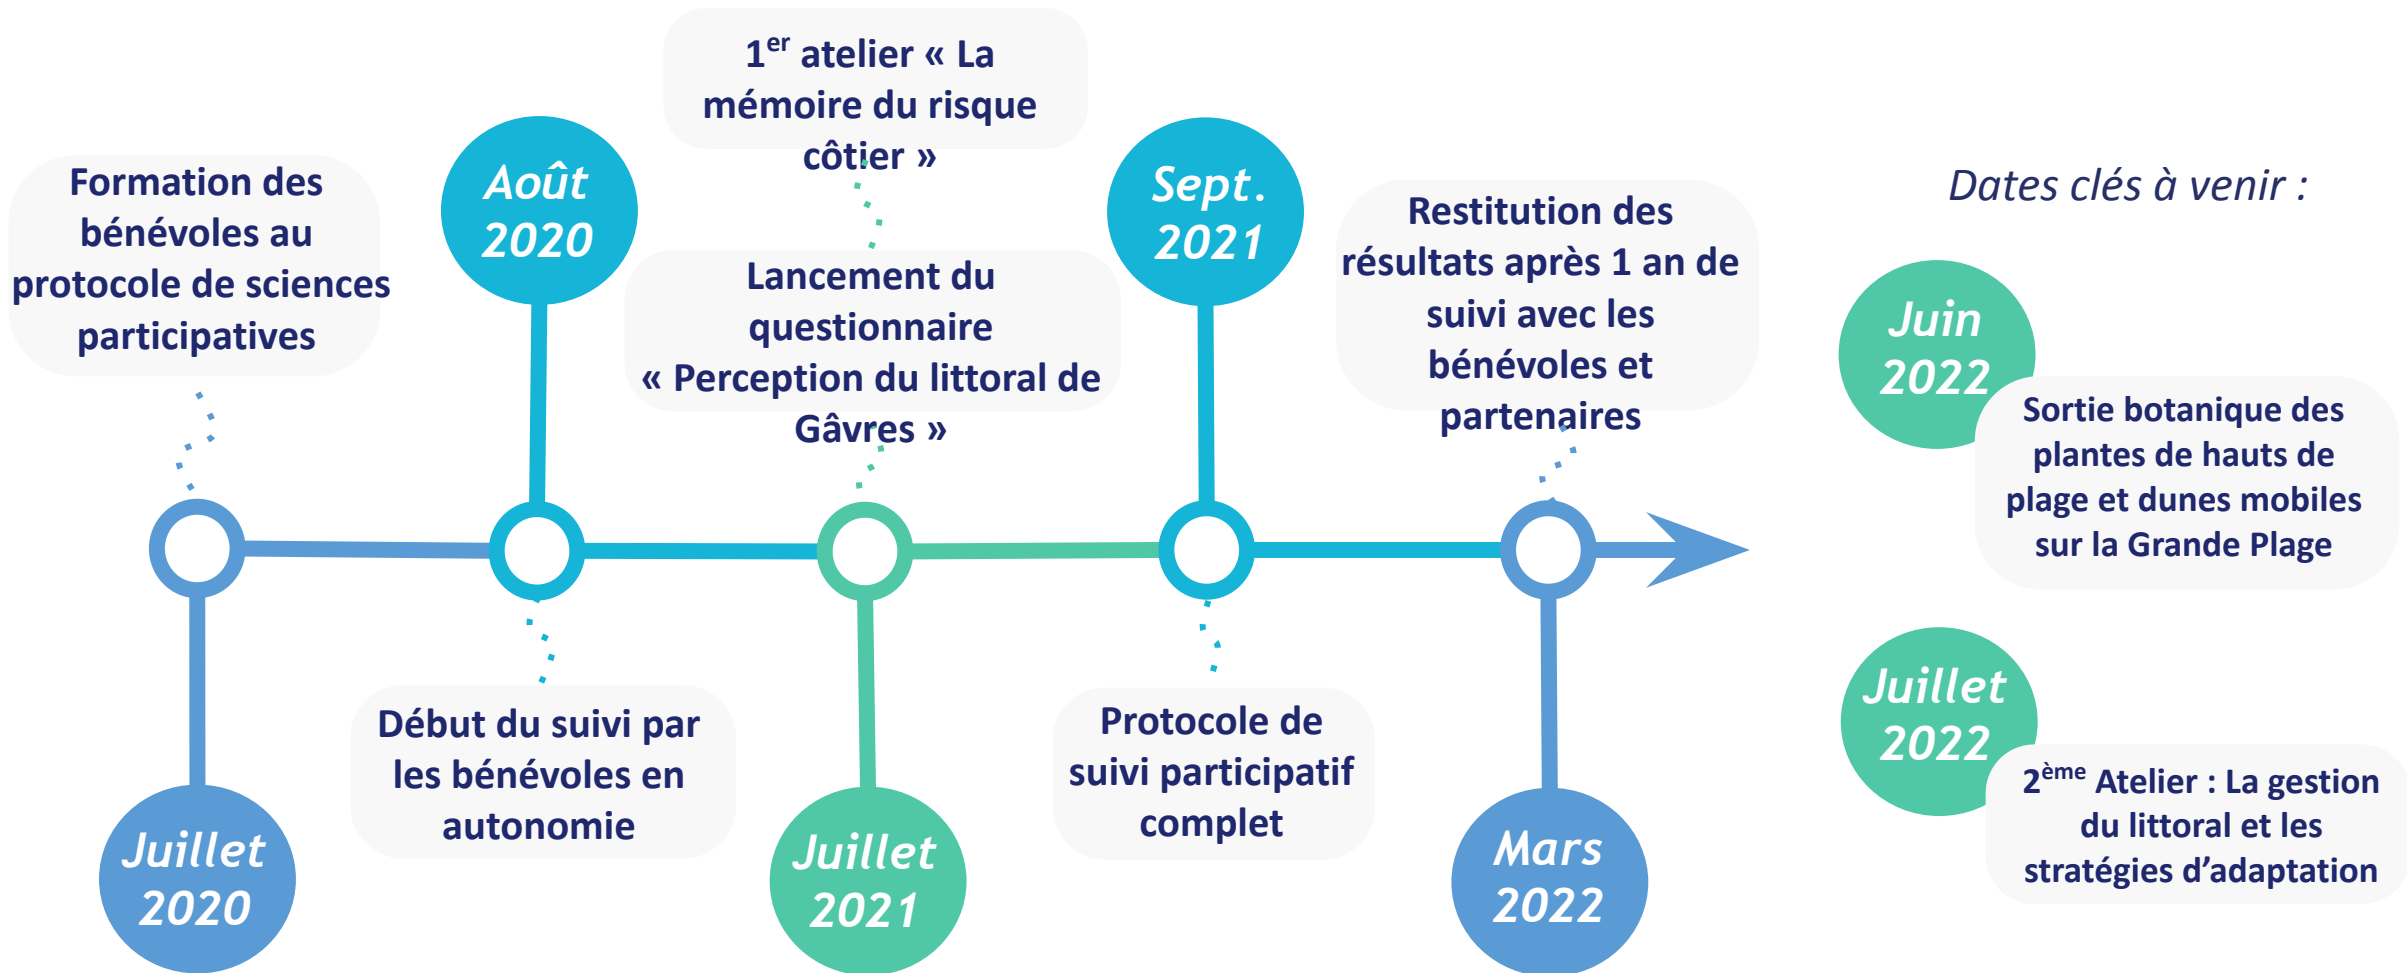 Formation des
bénévoles au
protocole de sciences
participatives
Juillet
2020
Août
2020
Début du suivi par
les bénévoles en
autonomie
1er atelier « La
mémoire du risque
côtier »
Lancement du
questionnaire
« Perception du littoral de
Gâvres »
Juillet
2021
Sept.
2021
Protocole de
suivi participatif
complet
Restitution des
résultats après 1 an de
suivi avec les
bénévoles et
partenaires
Mars
2022
Dates clés à venir :
Juin
2022
Sortie botanique des
plantes de hauts de
plage et dunes mobiles
sur la Grande Plage
Juillet
2022
2ème Atelier : La gestion
du littoral et les
stratégies d’adaptation